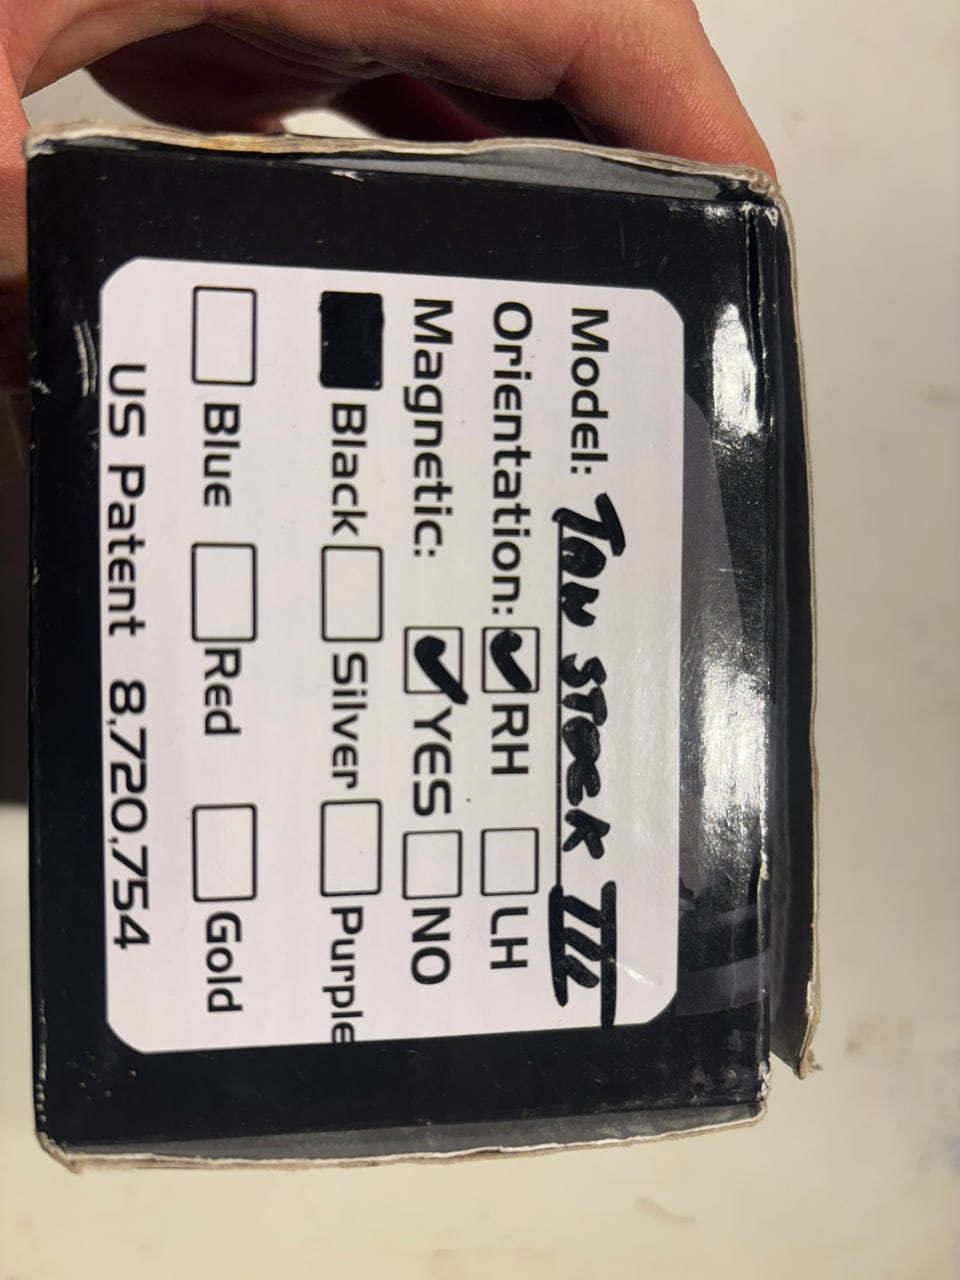 Model: TAW STOCK III
Orientation: RH LH
Magnetic: YES NO
Black Silver Purple
Blue Red Gold
US Patent 8,720,754